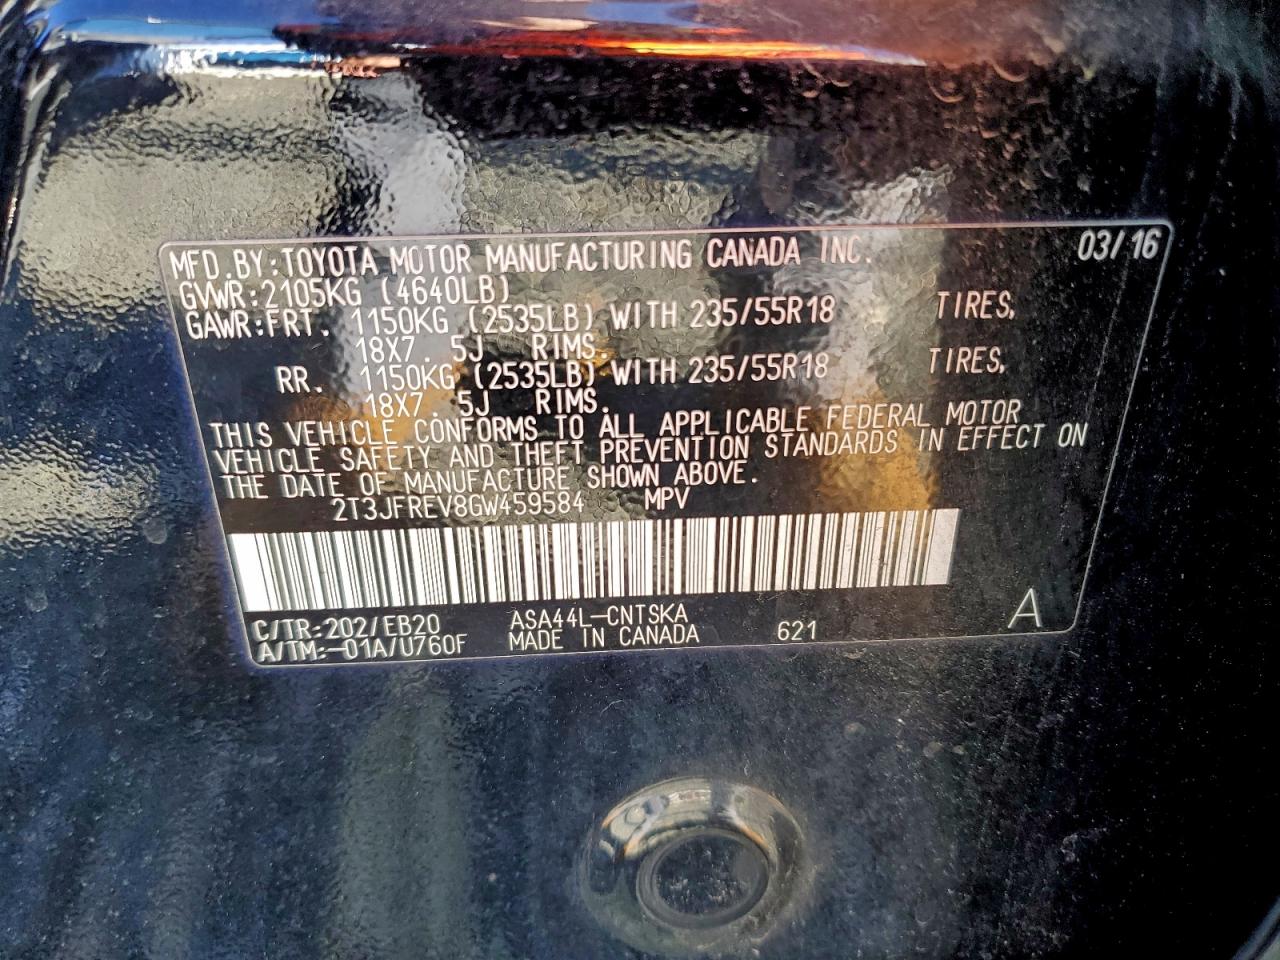 MFD.BY:TOYOTA MOTOR MANUFACTURING CANADA INC. 03/16
GVWR:2105KG (4640LB)
GAWR:FRT. 1150KG (2535LB) WITH 235/55R18 TIRES,
18X7.5J RIMS.
RR. 1150KG (2535LB) WITH 235/55R18 TIRES,
18X7.5J RIMS.
THIS VEHICLE CONFORMS TO ALL APPLICABLE FEDERAL MOTOR
VEHICLE SAFETY AND THEFT PREVENTION STANDARDS IN EFFECT ON
THE DATE OF MANUFACTURE SHOWN ABOVE.
2T3JFREV8GW459584 MPV
C/TR:202/EB20 ASA44L-CNTSKA
A/TM:-01A/U760F MADE IN CANADA 621 A